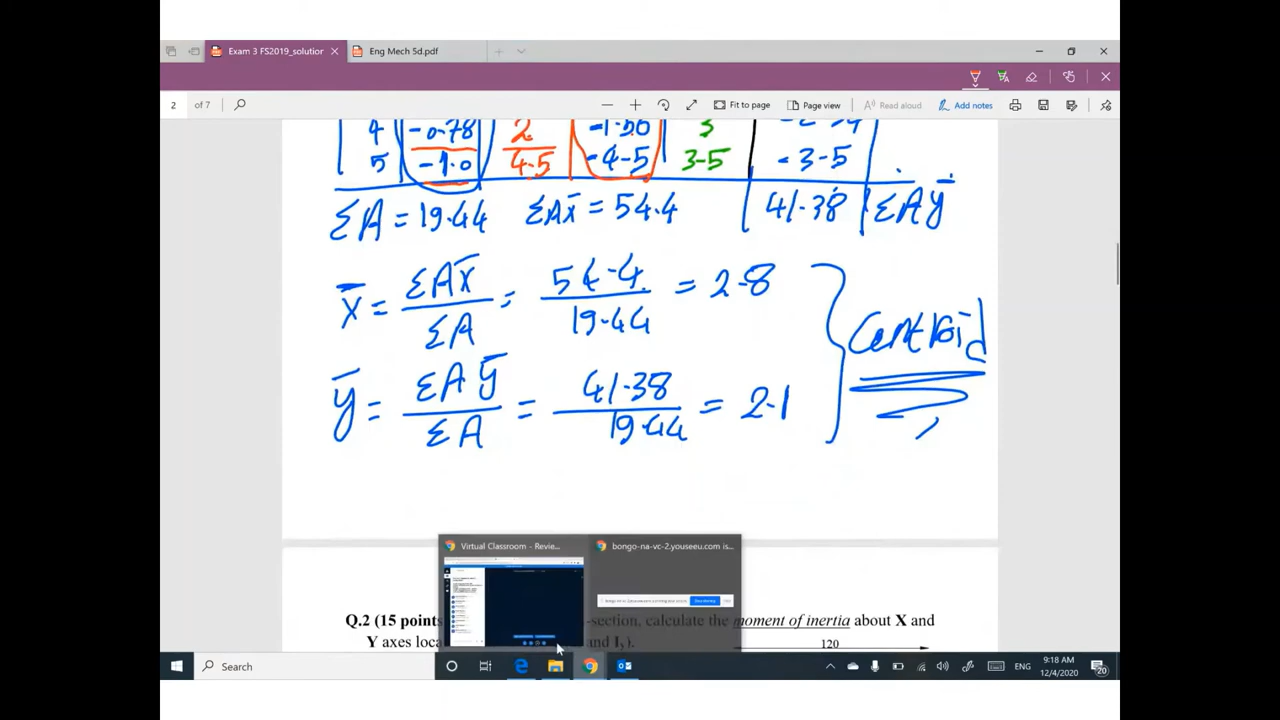 Exam 3 FS2019_solution
Eng Mech 5d.pdf
2 of 7
Fit to page
Page view
Read aloud
Add notes
4 -0.78 2 3
5 -1.0 4.5 -4.5 3.5 -3.5
ΣA = 19.44 ΣAx̄ = 54.4 41.38 ΣAȳ
x̄ = ΣAx̄ / ΣA = 54.4 / 19.44 = 2.8
ȳ = ΣAȳ / ΣA = 41.38 / 19.44 = 2.1
Centroid
Virtual Classroom - Revie...
bongo-na-vc-2.youseeu.com is...
Q.2 (15 points -section, calculate the moment of inertia about X and
Y axes loca and Iy).
120
Search
ENG
9:18 AM
12/4/2020
20